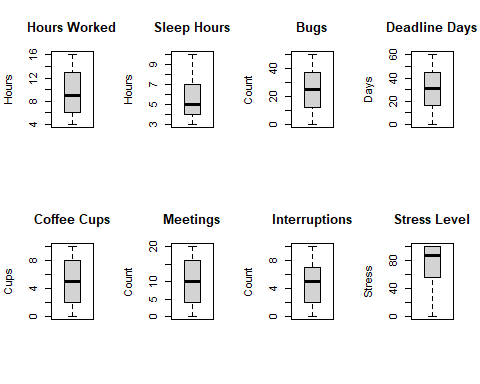 Hours Worked
Hours
4 8 12 16
Sleep Hours
Hours
3 5 7 9
Bugs
Count
0 20 40
Deadline Days
Days
0 20 40 60
Coffee Cups
Cups
0 4 8
Meetings
Count
0 5 10 15 20
Interruptions
Count
0 4 8
Stress Level
Stress
0 40 80